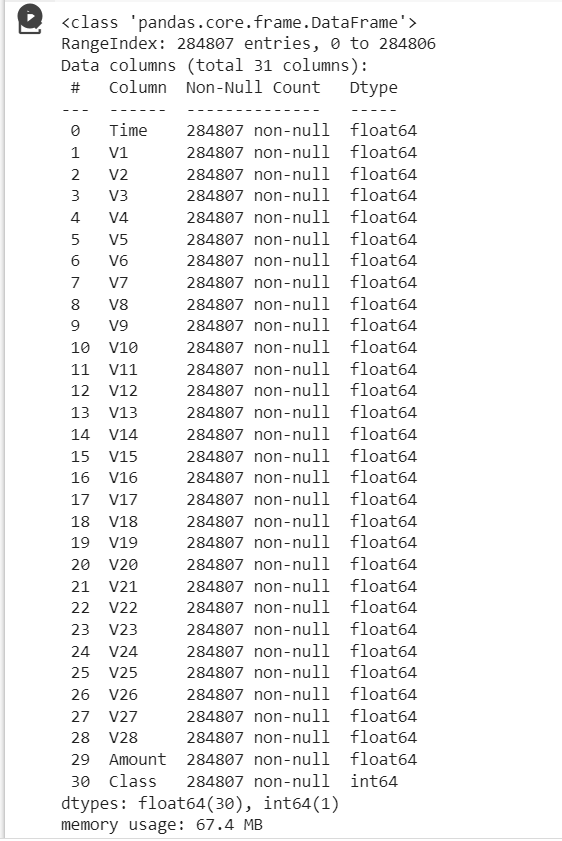 <class 'pandas.core.frame.DataFrame'>
RangeIndex: 284807 entries, 0 to 284806
Data columns (total 31 columns):
 #   Column  Non-Null Count   Dtype
---  ------  --------------   -----
 0   Time    284807 non-null  float64
 1   V1      284807 non-null  float64
 2   V2      284807 non-null  float64
 3   V3      284807 non-null  float64
 4   V4      284807 non-null  float64
 5   V5      284807 non-null  float64
 6   V6      284807 non-null  float64
 7   V7      284807 non-null  float64
 8   V8      284807 non-null  float64
 9   V9      284807 non-null  float64
 10  V10     284807 non-null  float64
 11  V11     284807 non-null  float64
 12  V12     284807 non-null  float64
 13  V13     284807 non-null  float64
 14  V14     284807 non-null  float64
 15  V15     284807 non-null  float64
 16  V16     284807 non-null  float64
 17  V17     284807 non-null  float64
 18  V18     284807 non-null  float64
 19  V19     284807 non-null  float64
 20  V20     284807 non-null  float64
 21  V21     284807 non-null  float64
 22  V22     284807 non-null  float64
 23  V23     284807 non-null  float64
 24  V24     284807 non-null  float64
 25  V25     284807 non-null  float64
 26  V26     284807 non-null  float64
 27  V27     284807 non-null  float64
 28  V28     284807 non-null  float64
 29  Amount  284807 non-null  float64
 30  Class   284807 non-null  int64
dtypes: float64(30), int64(1)
memory usage: 67.4 MB